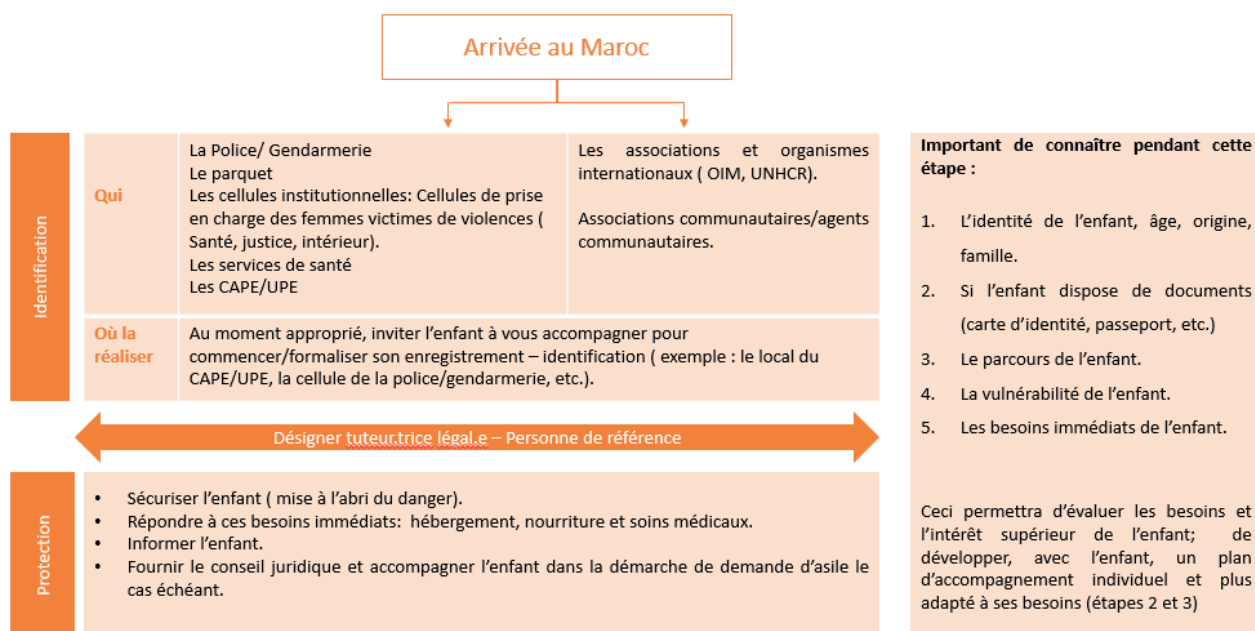 Arrivée au Maroc
Identification
Qui
La Police/ Gendarmerie
Le parquet
Les cellules institutionnelles: Cellules de prise
en charge des femmes victimes de violences (
Santé, justice, intérieur).
Les services de santé
Les CAPE/UPE
Les associations et organismes
internationaux ( OIM, UNHCR).
Associations communautaires/agents
communautaires.
Où la
réaliser
Au moment approprié, inviter l’enfant à vous accompagner pour
commencer/formaliser son enregistrement – identification ( exemple : le local du
CAPE/UPE, la cellule de la police/gendarmerie, etc.).
Désigner tuteur.trice légal.e – Personne de référence
Protection
• Sécuriser l’enfant ( mise à l’abri du danger).
• Répondre à ces besoins immédiats: hébergement, nourriture et soins médicaux.
• Informer l’enfant.
• Fournir le conseil juridique et accompagner l’enfant dans la démarche de demande d’asile le
cas échéant.
Important de connaître pendant cette
étape :
1. L’identité de l’enfant, âge, origine,
famille.
2. Si l’enfant dispose de documents
(carte d’identité, passeport, etc.)
3. Le parcours de l’enfant.
4. La vulnérabilité de l’enfant.
5. Les besoins immédiats de l’enfant.
Ceci permettra d’évaluer les besoins et
l’intérêt supérieur de l’enfant; de
développer, avec l’enfant, un plan
d’accompagnement individuel et plus
adapté à ses besoins (étapes 2 et 3)